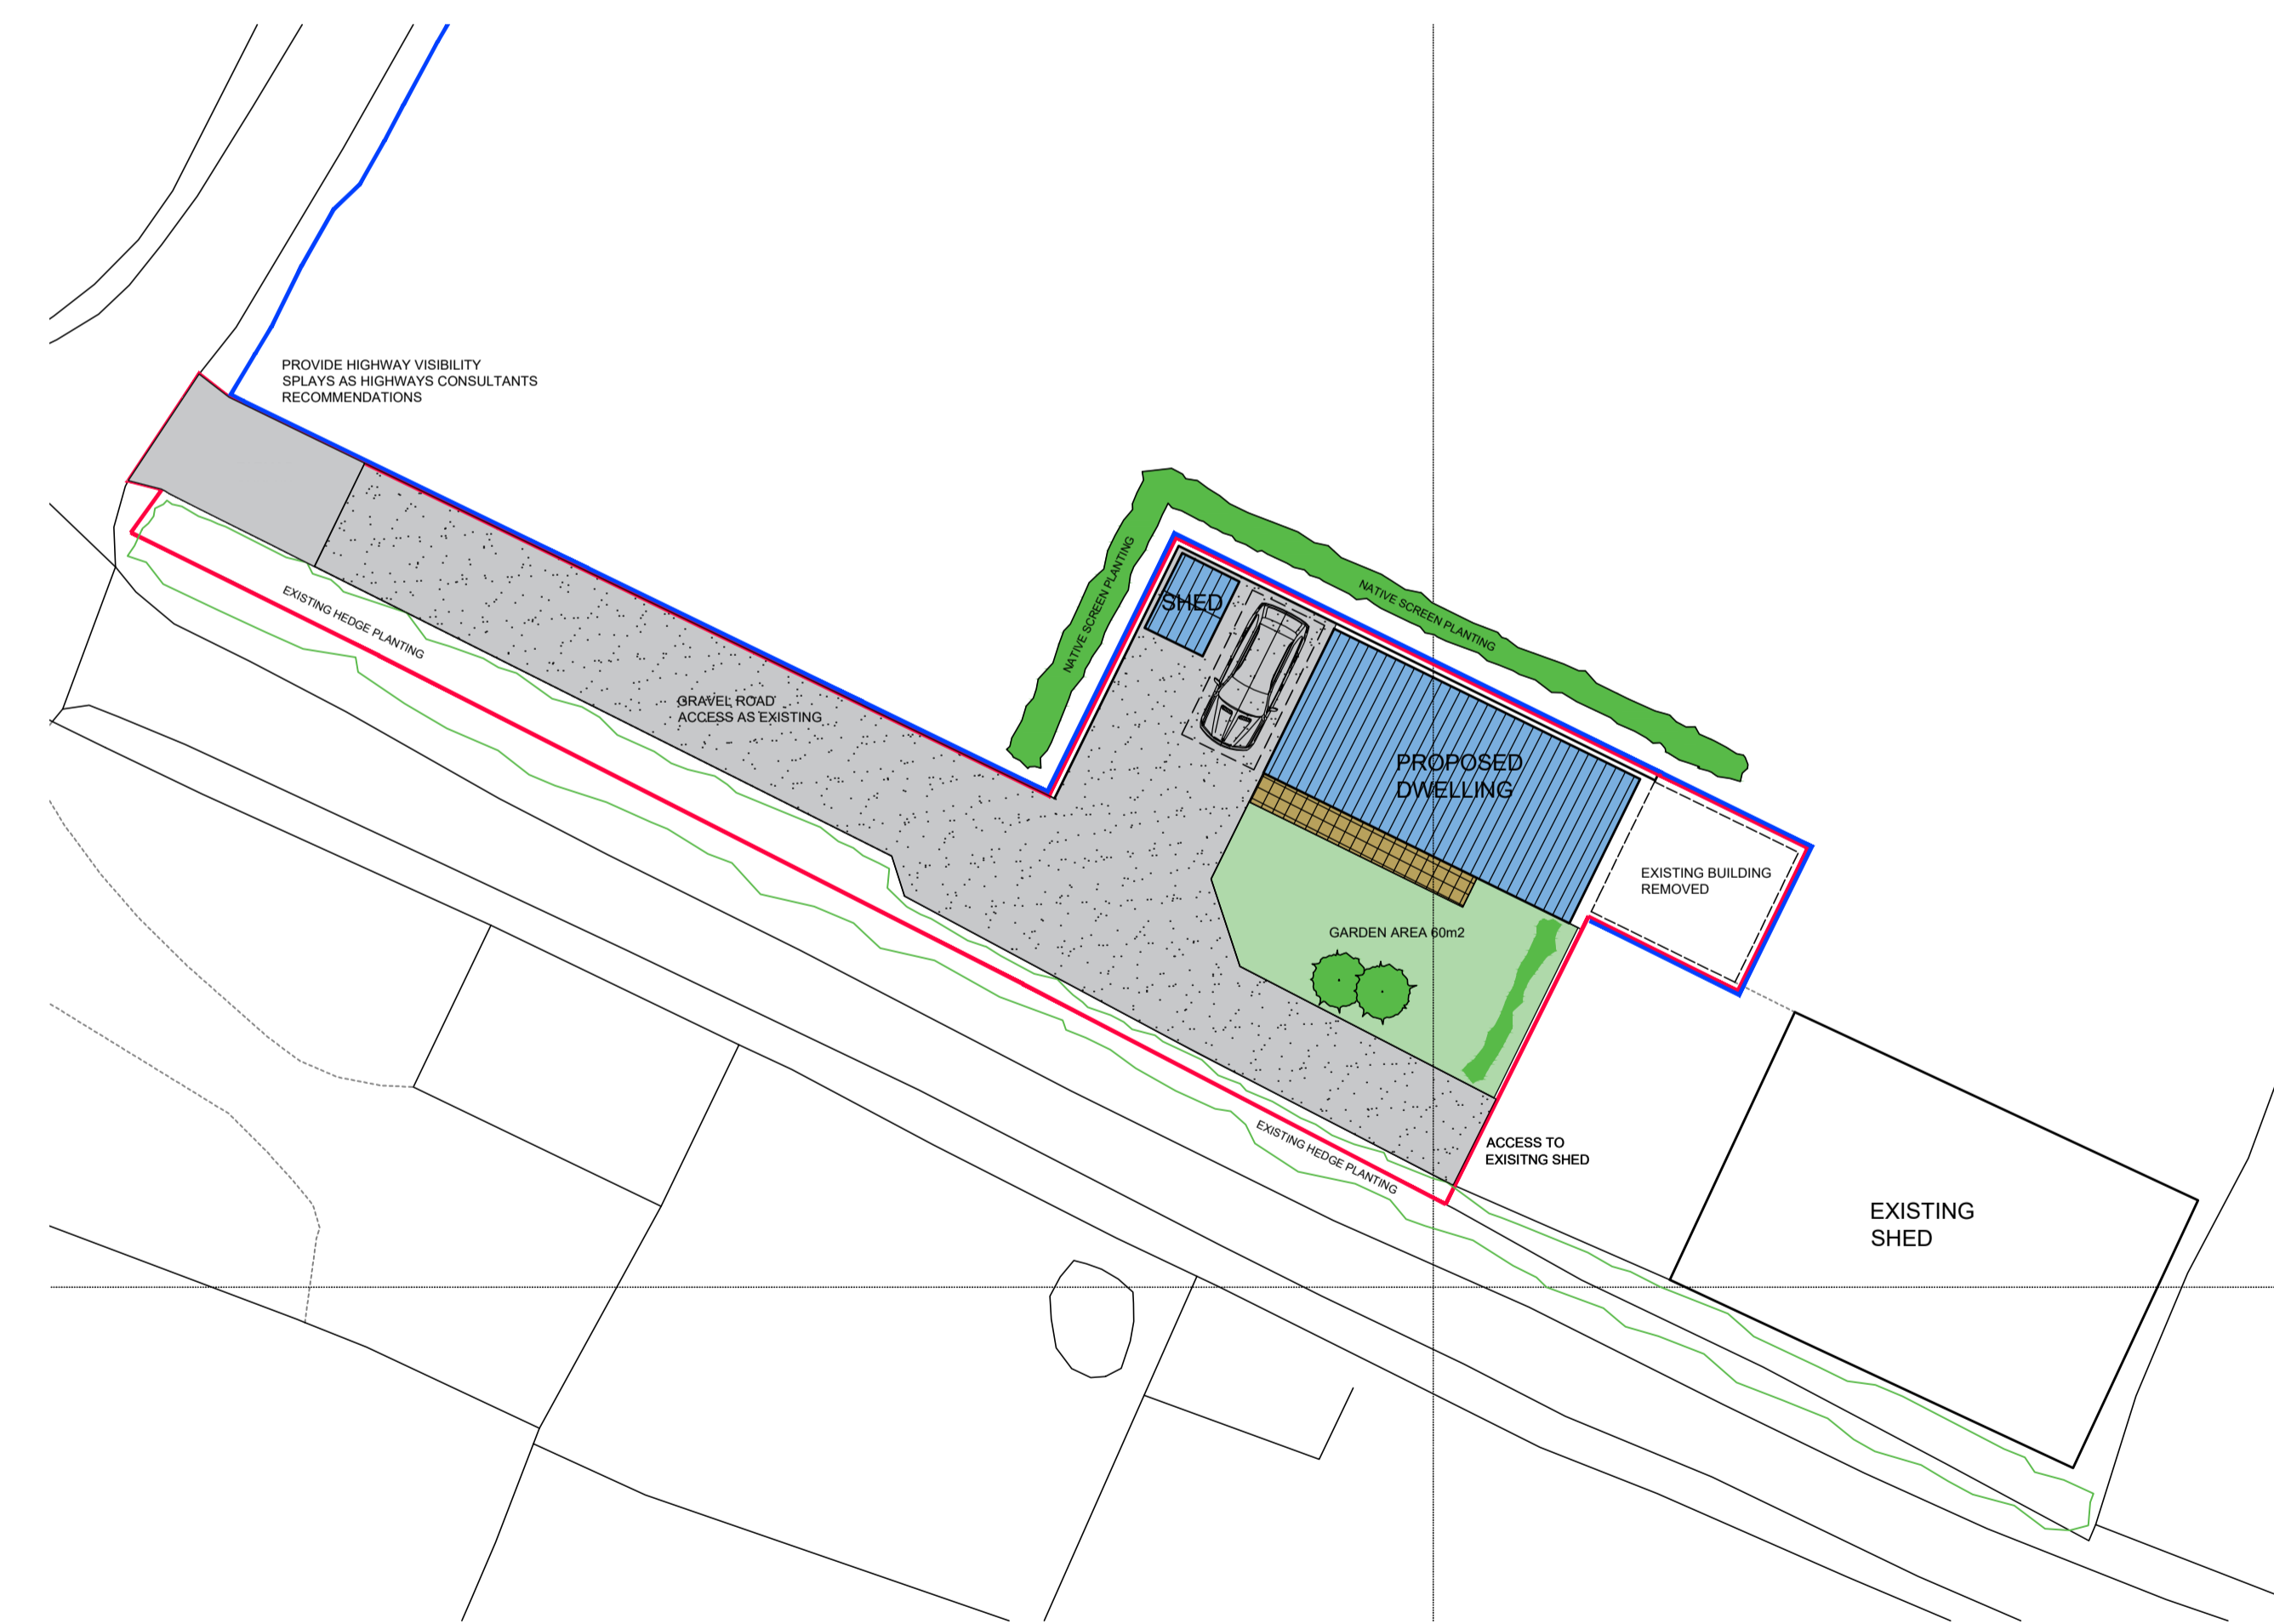 PROVIDE HIGHWAY VISIBILITY
SPLAYS AS HIGHWAYS CONSULTANTS
RECOMMENDATIONS
EXISTING HEDGE PLANTING
GRAVEL ROAD
ACCESS AS EXISTING
NATIVE SCREEN PLANTING
NATIVE SCREEN PLANTING
SHED
PROPOSED
DWELLING
EXISTING BUILDING
REMOVED
GARDEN AREA 60m2
EXISTING HEDGE PLANTING
ACCESS TO
EXISITNG SHED
EXISTING
SHED